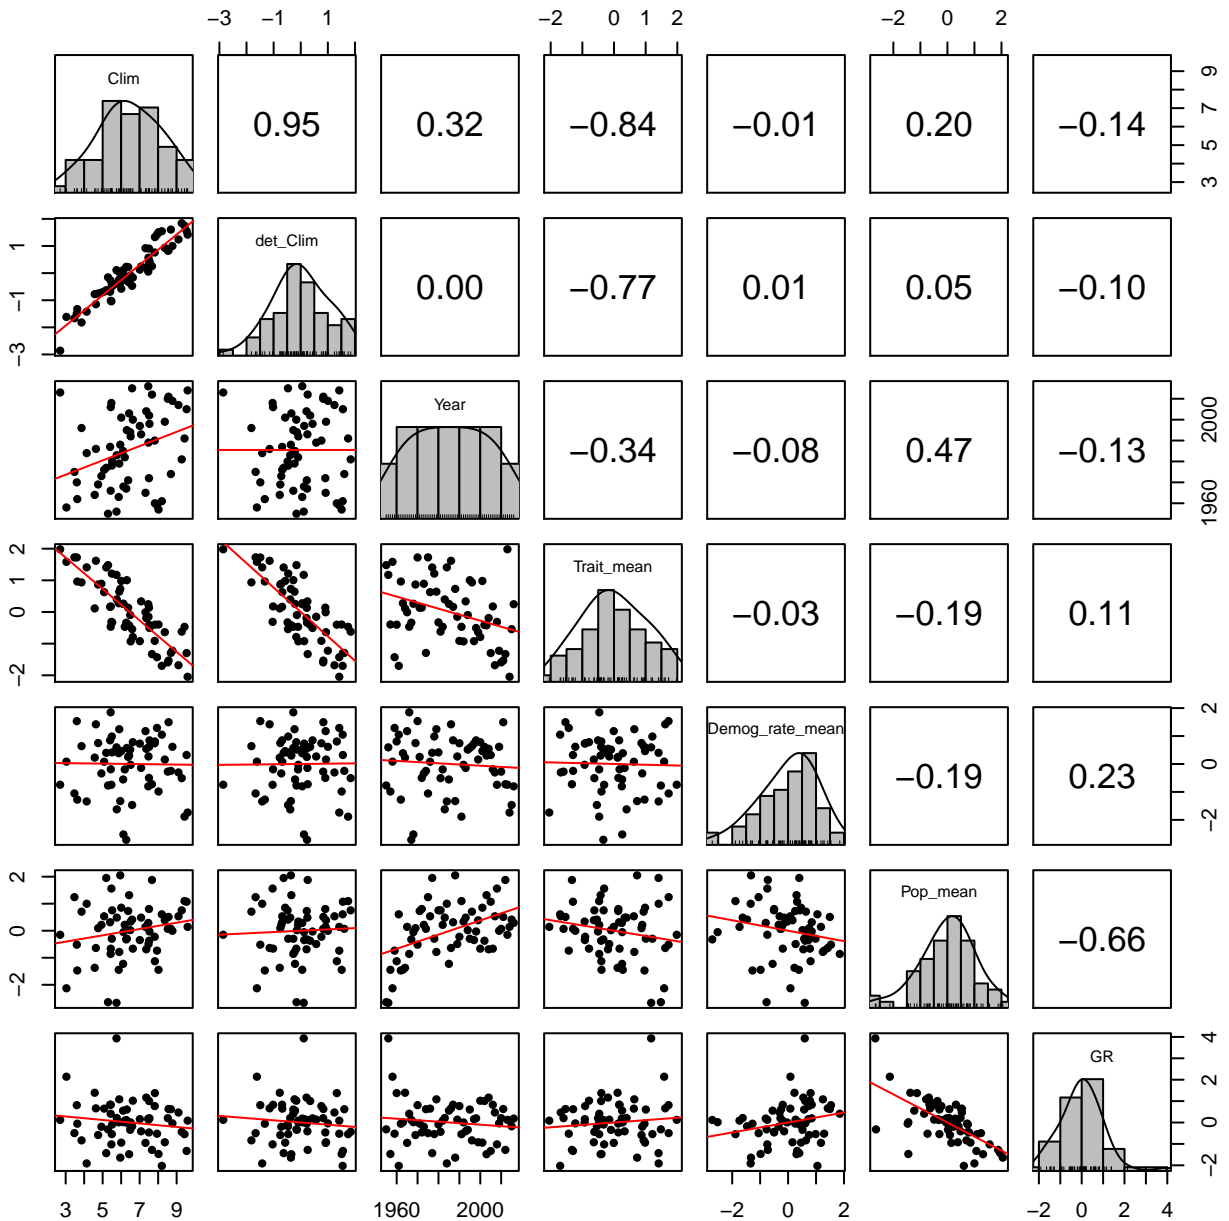 −3 −1 1 −2 0 1 2 −2 0 2
Clim
0.95 0.32 −0.84 −0.01 0.20 −0.14
3 5 7 9
det_Clim
0.00 −0.77 0.01 0.05 −0.10
−3 −1 1
Year
−0.34 −0.08 0.47 −0.13
1960 2000
Trait_mean
−0.03 −0.19 0.11
−2 0 1 2
Demog_rate_mean
−0.19 0.23
−2 0 2
Pop_mean
−0.66
−2 0 2
GR
−2 0 2 4
3 5 7 9 1960 2000 −2 0 2 −2 0 2 4